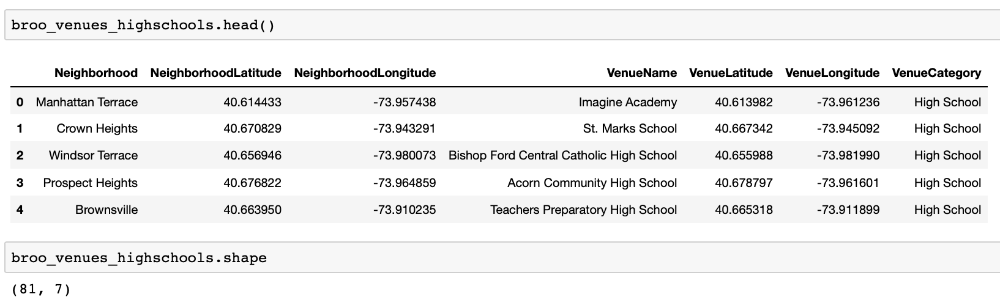 broo_venues_highschools.head()
Neighborhood NeighborhoodLatitude NeighborhoodLongitude VenueName VenueLatitude VenueLongitude VenueCategory
0 Manhattan Terrace 40.614433 -73.957438 Imagine Academy 40.613982 -73.961236 High School
1 Crown Heights 40.670829 -73.943291 St. Marks School 40.667342 -73.945092 High School
2 Windsor Terrace 40.656946 -73.980073 Bishop Ford Central Catholic High School 40.655988 -73.981990 High School
3 Prospect Heights 40.676822 -73.964859 Acorn Community High School 40.678797 -73.961601 High School
4 Brownsville 40.663950 -73.910235 Teachers Preparatory High School 40.665318 -73.911899 High School
broo_venues_highschools.shape
(81, 7)